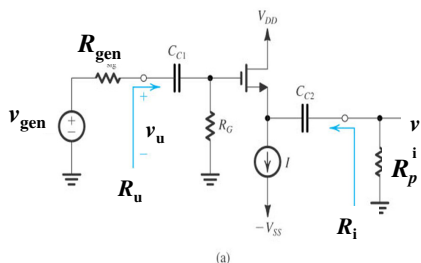 V_DD
R_gen
C_C1
C_C2
v_gen
+
−
+
v_u
−
R_G
I
v
R_p^i
R_u
R_i
−V_SS
(a)